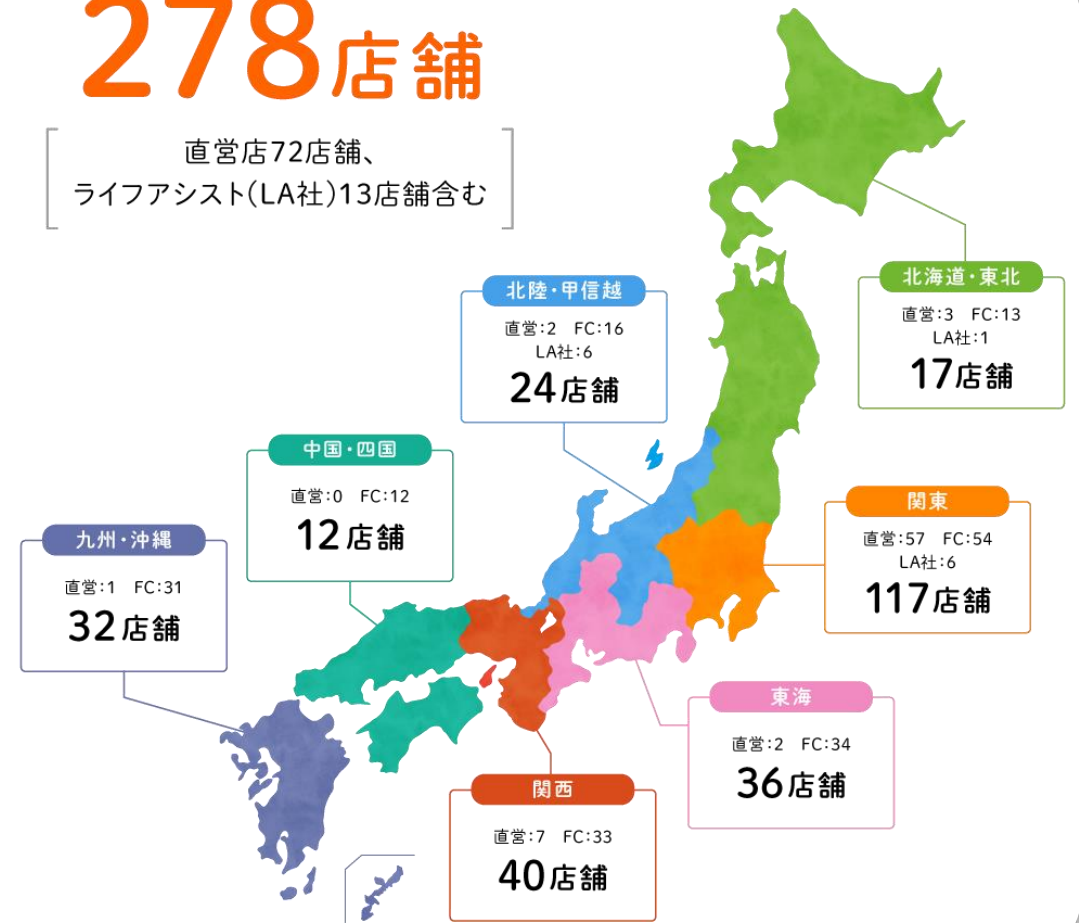 278店舗
直営店72店舗、
ライフアシスト(LA社)13店舗含む
北海道・東北
直営:3 FC:13
LA社:1
17店舗
北陸・甲信越
直営:2 FC:16
LA社:6
24店舗
中国・四国
直営:0 FC:12
12店舗
関東
直営:57 FC:54
LA社:6
117店舗
九州・沖縄
直営:1 FC:31
32店舗
東海
直営:2 FC:34
36店舗
関西
直営:7 FC:33
40店舗